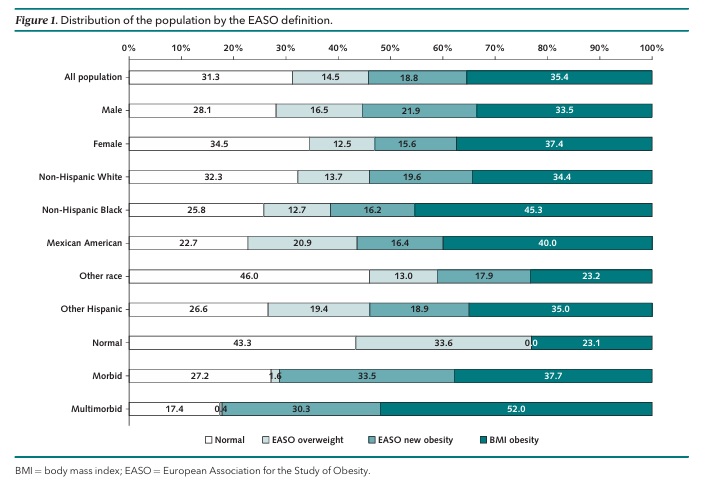 Figure 1. Distribution of the population by the EASO definition.
0% 10% 20% 30% 40% 50% 60% 70% 80% 90% 100%
All population 31.3 14.5 18.8 35.4
Male 28.1 16.5 21.9 33.5
Female 34.5 12.5 15.6 37.4
Non-Hispanic White 32.3 13.7 19.6 34.4
Non-Hispanic Black 25.8 12.7 16.2 45.3
Mexican American 22.7 20.9 16.4 40.0
Other race 46.0 13.0 17.9 23.2
Other Hispanic 26.6 19.4 18.9 35.0
Normal 43.3 33.6 0.0 23.1
Morbid 27.2 1.6 33.5 37.7
Multimorbid 17.4 0.4 30.3 52.0
Normal EASO overweight EASO new obesity BMI obesity
BMI = body mass index; EASO = European Association for the Study of Obesity.